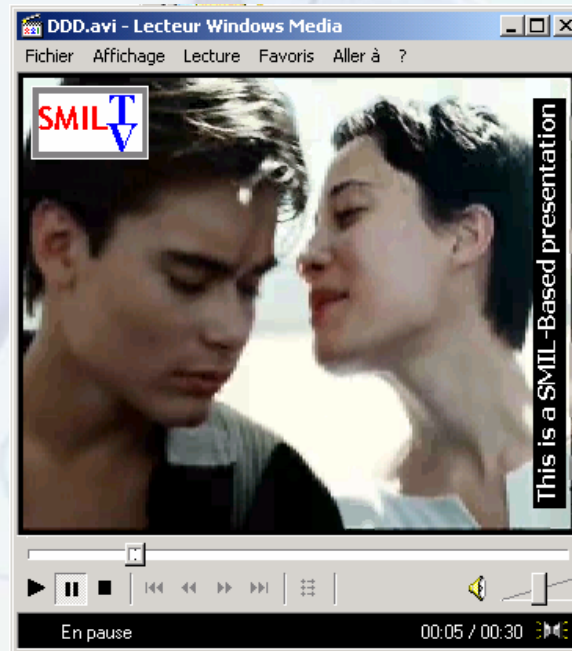 DDD.avi - Lecteur Windows Media
Fichier Affichage Lecture Favoris Aller à ?
SMIL TV
This is a SMIL-Based presentation
En pause 00:05 / 00:30